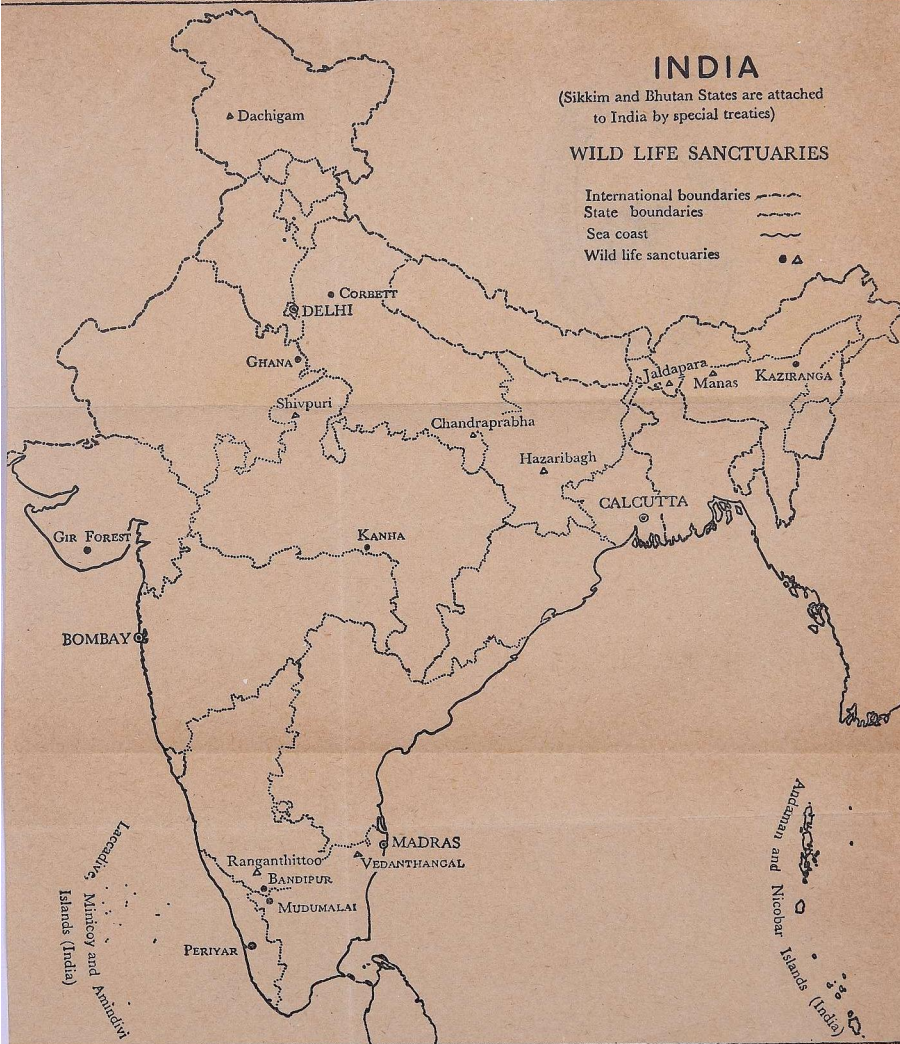 INDIA
(Sikkim and Bhutan States are attached
to India by special treaties)
WILD LIFE SANCTUARIES
International boundaries
State boundaries
Sea coast
Wild life sanctuaries
Dachigam
CORBETT
DELHI
GHANA
Shivpuri
Chandraprabha
Hazaribagh
Jaldapara
Manas
KAZIRANGA
CALCUTTA
GIR FOREST
KANHA
BOMBAY
MADRAS
VEDANTHANGAL
Ranganthittoo
BANDIPUR
MUDUMALAI
PERIYAR
Laccadive, Minicoy and Amindivi
Islands (India)
Andaman and Nicobar Islands (India)